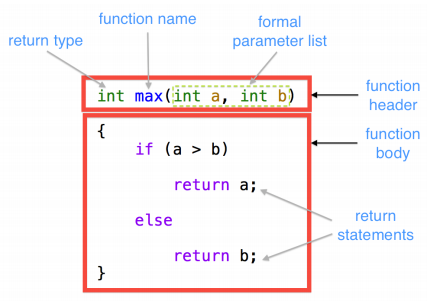 function name
formal
parameter list
return type
int max(int a, int b)
function
header
{
function
body
if (a > b)
return a;
return
statements
else
return b;
}